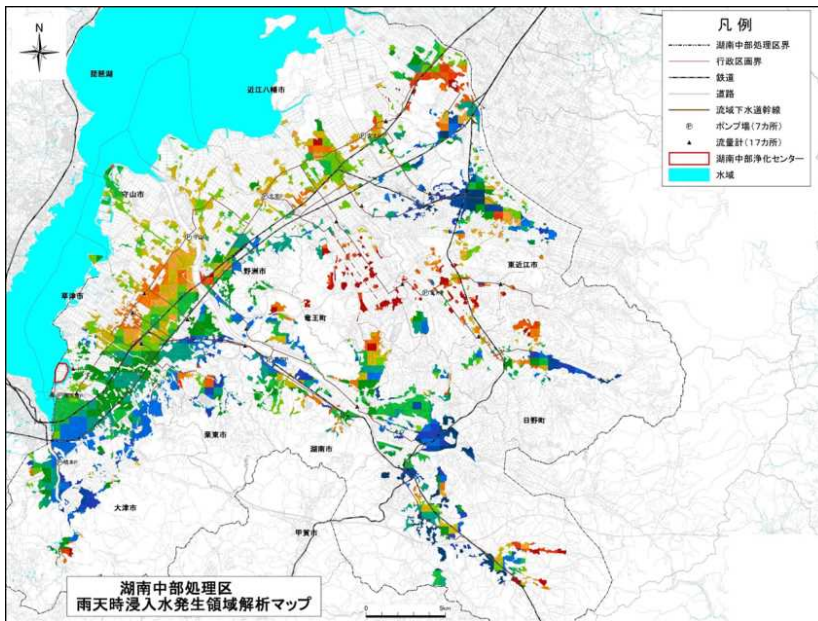 凡例
湖南中部処理区界
行政区画界
鉄道
道路
流域下水道幹線
ポンプ場(7カ所)
流量計(17カ所)
湖南中部浄化センター
水域
N
琵琶湖
近江八幡市
守山市
野洲市
東近江市
草津市
竜王町
日野町
栗東市
湖南市
大津市
甲賀市
湖南中部処理区
雨天時浸入水発生領域解析マップ
0
5km